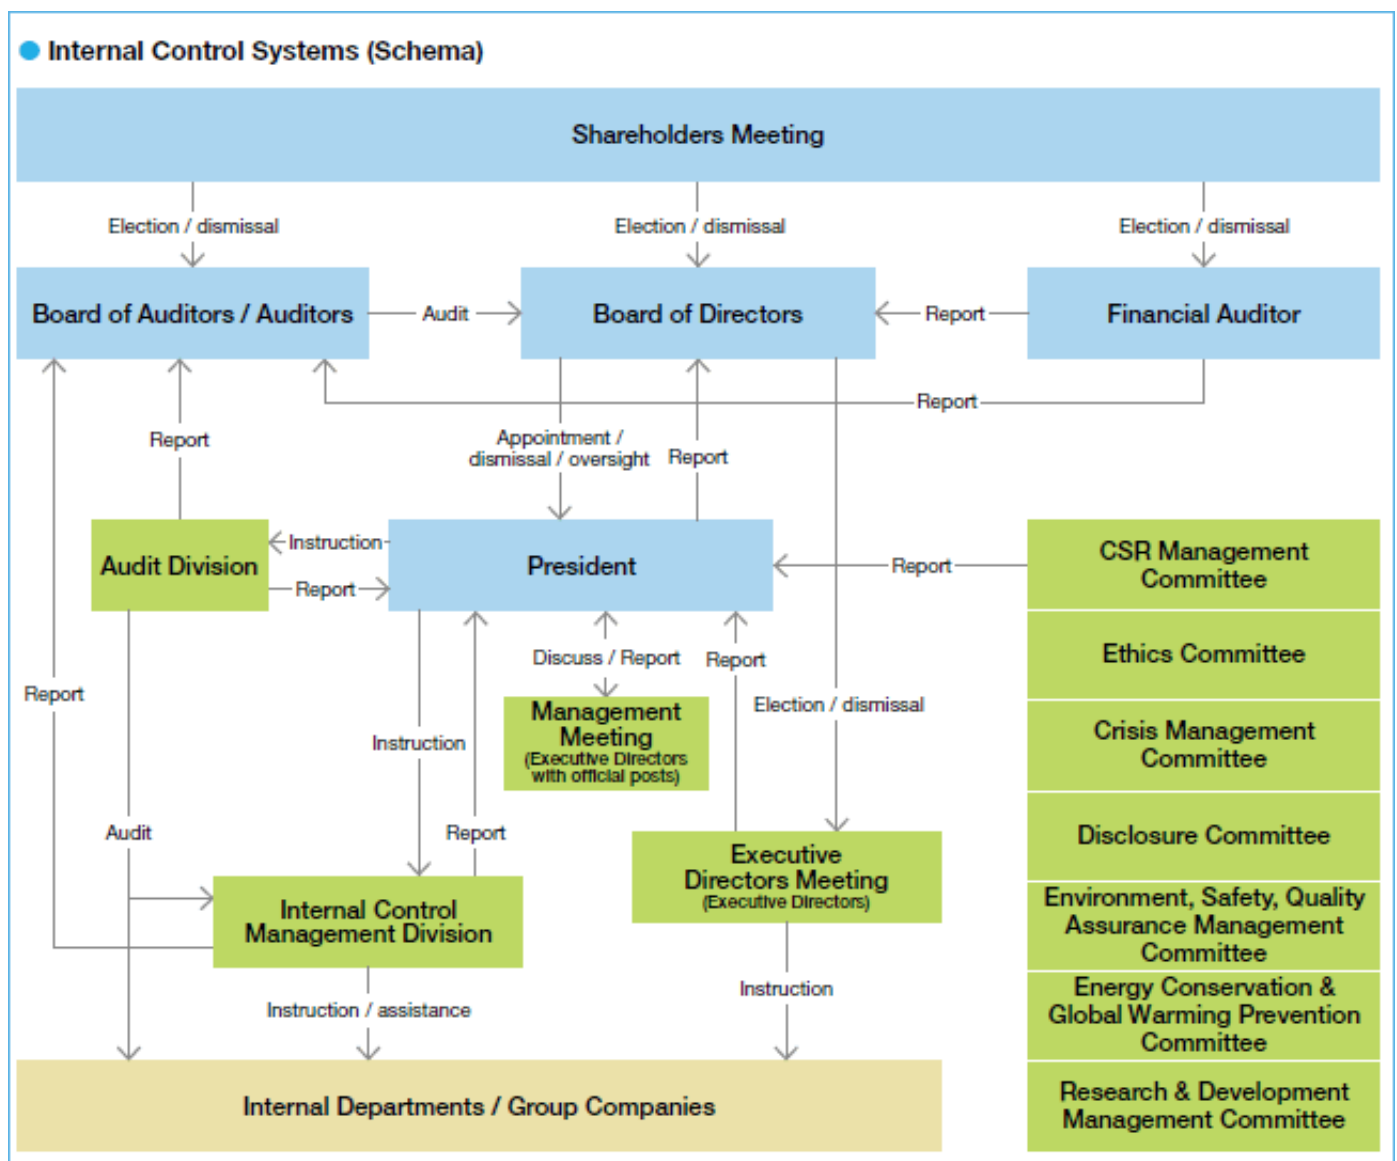 Internal Control Systems (Schema)
Shareholders Meeting
Election / dismissal
Election / dismissal
Election / dismissal
Board of Auditors / Auditors
Audit
Board of Directors
Report
Financial Auditor
Report
Report
Appointment /
dismissal / oversight
Report
Audit Division
Instruction
Report
President
Report
CSR Management
Committee
Ethics Committee
Crisis Management
Committee
Disclosure Committee
Environment, Safety, Quality
Assurance Management
Committee
Energy Conservation &
Global Warming Prevention
Committee
Research & Development
Management Committee
Discuss / Report
Report
Report
Election / dismissal
Management
Meeting
(Executive Directors
with official posts)
Instruction
Audit
Report
Executive
Directors Meeting
(Executive Directors)
Internal Control
Management Division
Instruction
Instruction / assistance
Internal Departments / Group Companies